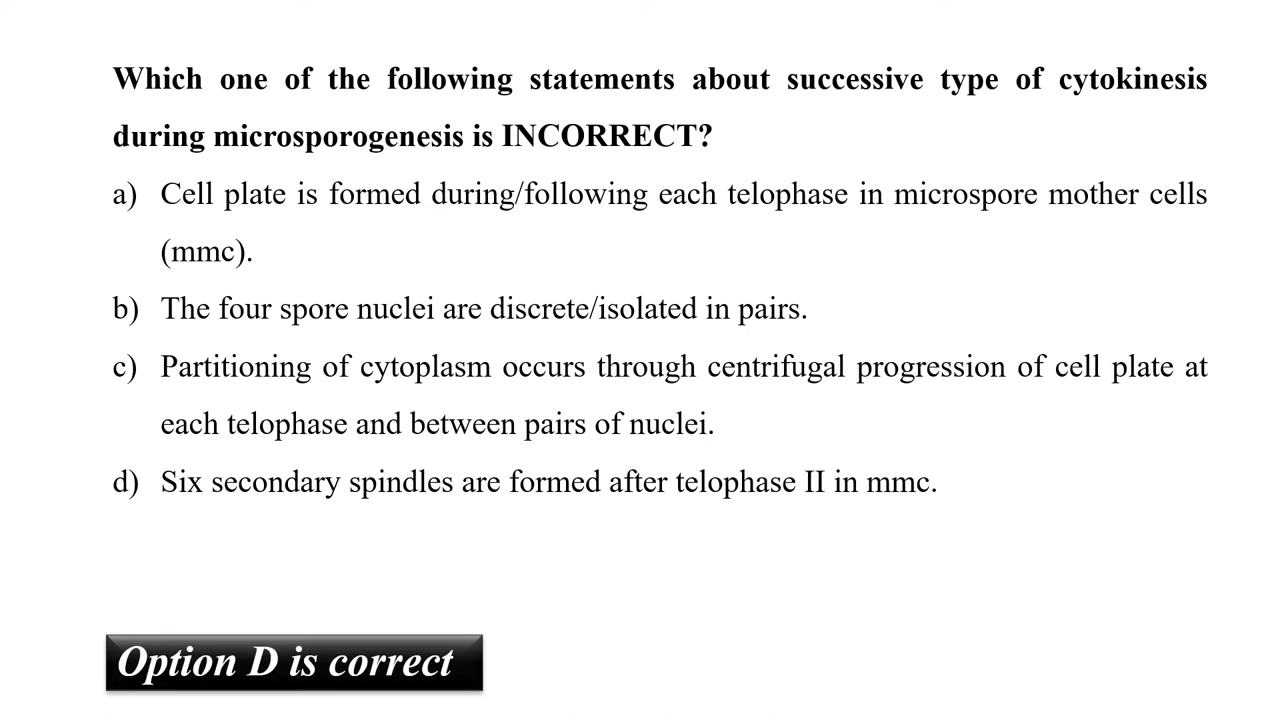 Which one of the following statements about successive type of cytokinesis
during microsporogenesis is INCORRECT?
a) Cell plate is formed during/following each telophase in microspore mother cells
(mmc).
b) The four spore nuclei are discrete/isolated in pairs.
c) Partitioning of cytoplasm occurs through centrifugal progression of cell plate at
each telophase and between pairs of nuclei.
d) Six secondary spindles are formed after telophase II in mmc.
Option D is correct